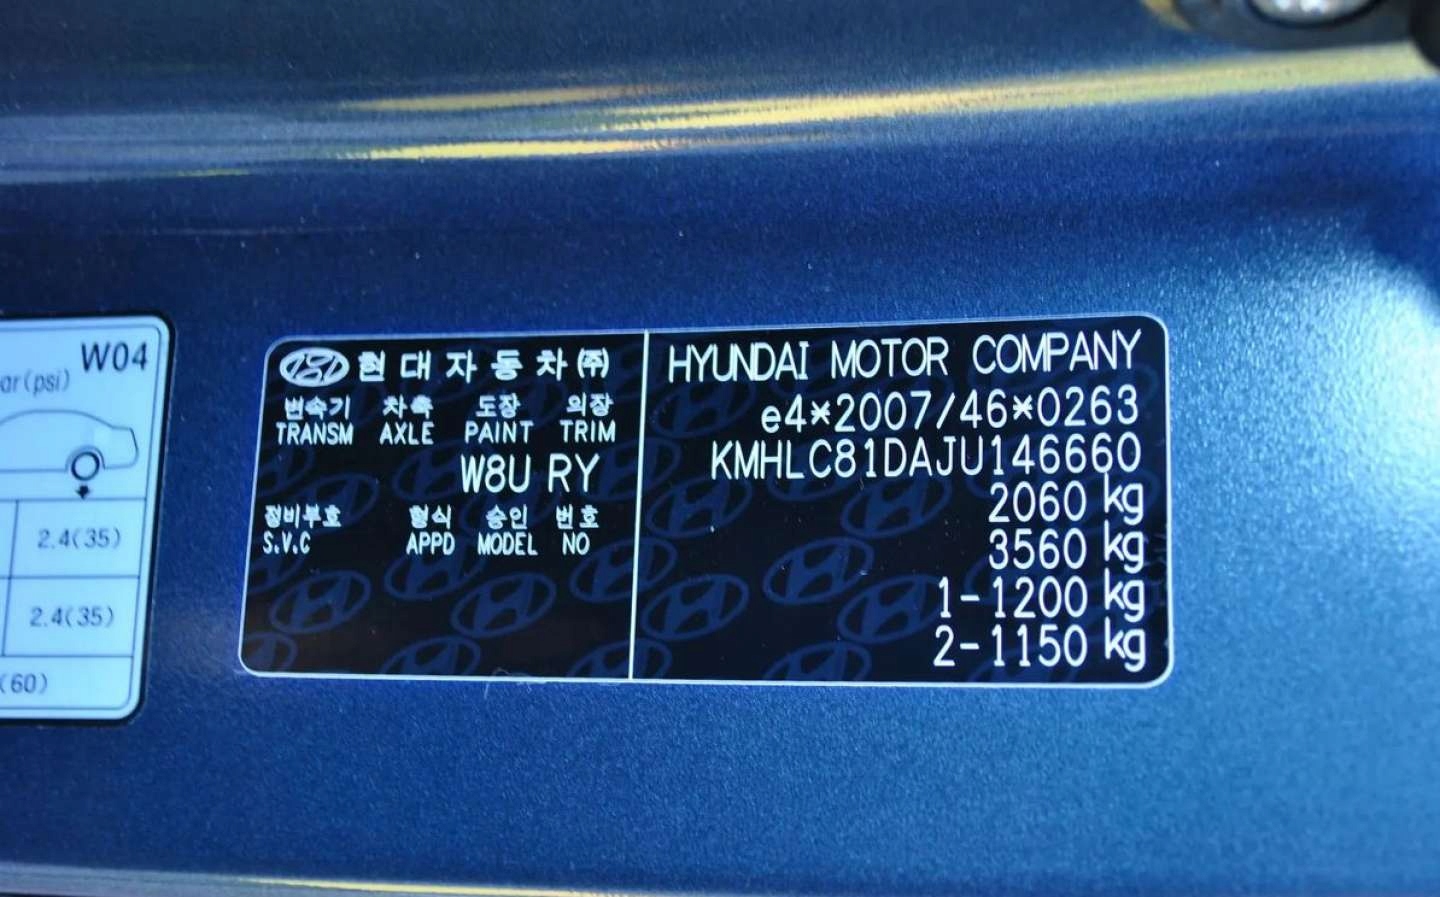 W04
(psi)
2.4(35)
2.4(35)
(60)
현대자동차㈜
변속기 차축 도장 의장
TRANSM AXLE PAINT TRIM
W8U RY
정비부호 형식 승인 번호
S.V.C APPD MODEL NO
HYUNDAI MOTOR COMPANY
e4*2007/46*0263
KMHLC81DAJU146660
2060 kg
3560 kg
1-1200 kg
2-1150 kg